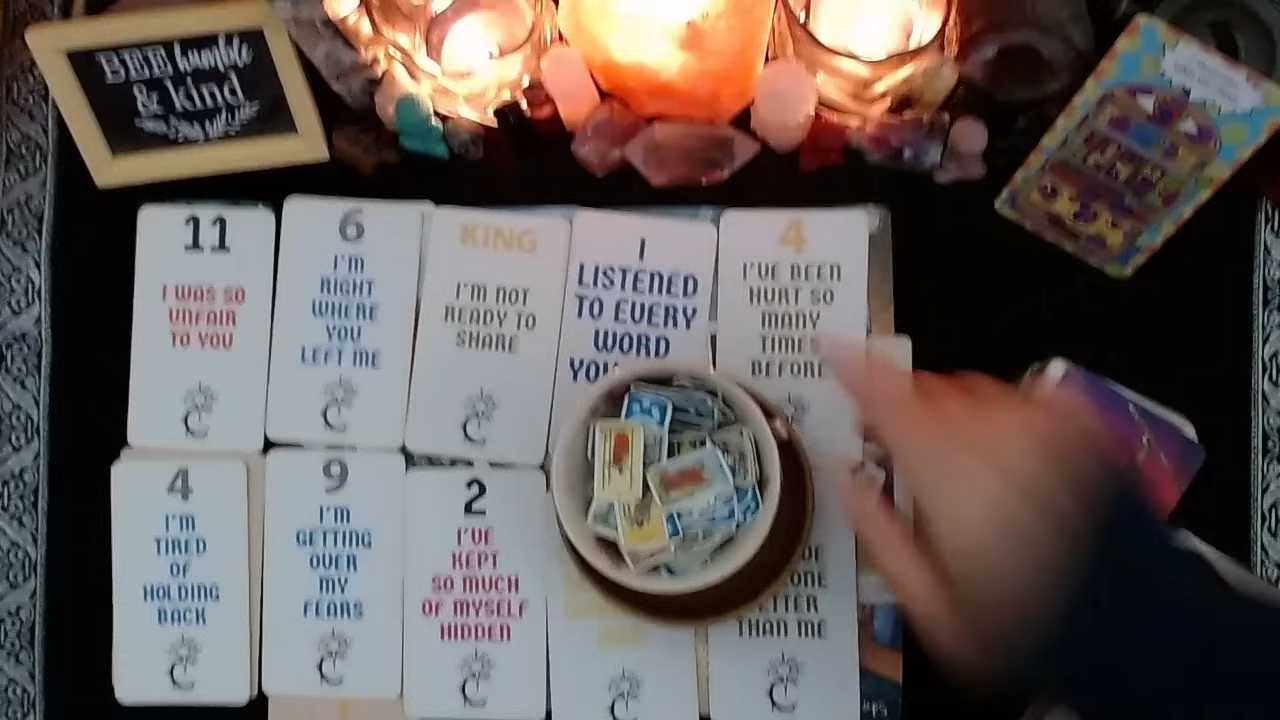 BEE humble
& kind
11
I WAS SO
UNFAIR
TO YOU
6
I'M
RIGHT
WHERE
YOU
LEFT ME
KING
I'M NOT
READY TO
SHARE
I
LISTENED
TO EVERY
WORD
4
I'VE BEEN
HURT SO
MANY
TIMES
BEFORE
4
I'M
TIRED
OF
HOLDING
BACK
9
I'M
GETTING
OVER
MY
FEARS
2
I'VE
KEPT
SO MUCH
OF MYSELF
HIDDEN
THAN ME